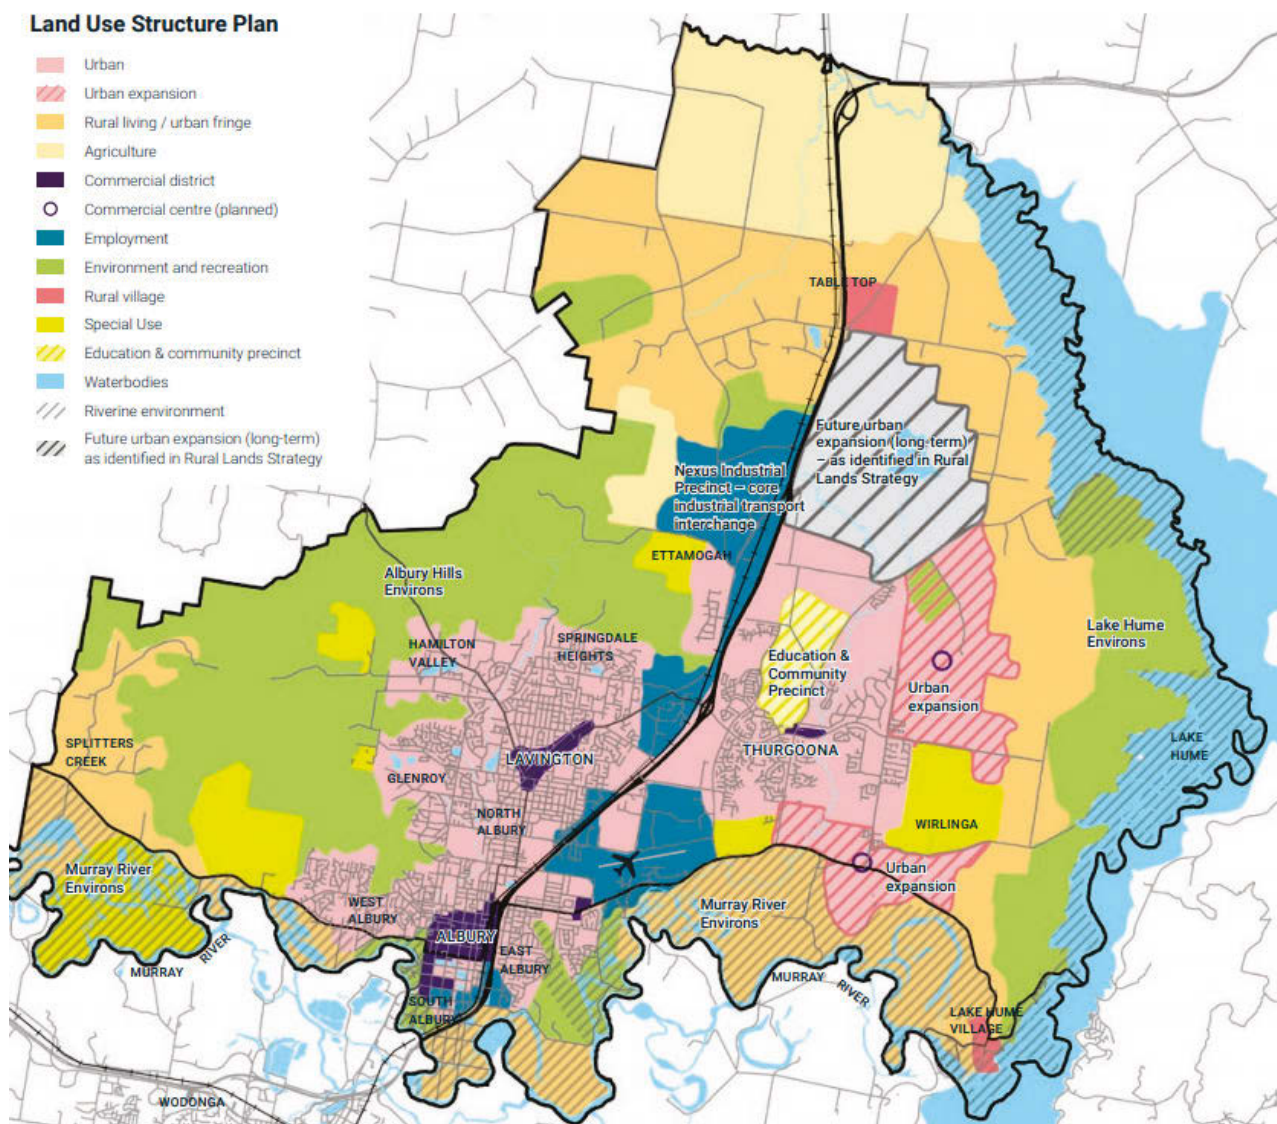 Land Use Structure Plan
Urban
Urban expansion
Rural living / urban fringe
Agriculture
Commercial district
Commercial centre (planned)
Employment
Environment and recreation
Rural village
Special Use
Education & community precinct
Waterbodies
Riverine environment
Future urban expansion (long-term)
as identified in Rural Lands Strategy
TABLE TOP
Future urban
expansion (long-term)
– as identified in Rural
Lands Strategy
Nexus Industrial
Precinct – core
industrial transport
interchange
ETTAMOGAH
Albury Hills
Environs
HAMILTON
VALLEY
SPRINGDALE
HEIGHTS
Education &
Community
Precinct
Urban
expansion
Lake Hume
Environs
SPLITTERS
CREEK
LAVINGTON
THURGOONA
LAKE
HUME
GLENROY
NORTH
ALBURY
WIRLINGA
Murray River
Environs
WEST
ALBURY
Urban
expansion
Murray River
Environs
ALBURY
EAST
ALBURY
MURRAY RIVER
MURRAY RIVER
SOUTH
ALBURY
LAKE HUME
VILLAGE
WODONGA